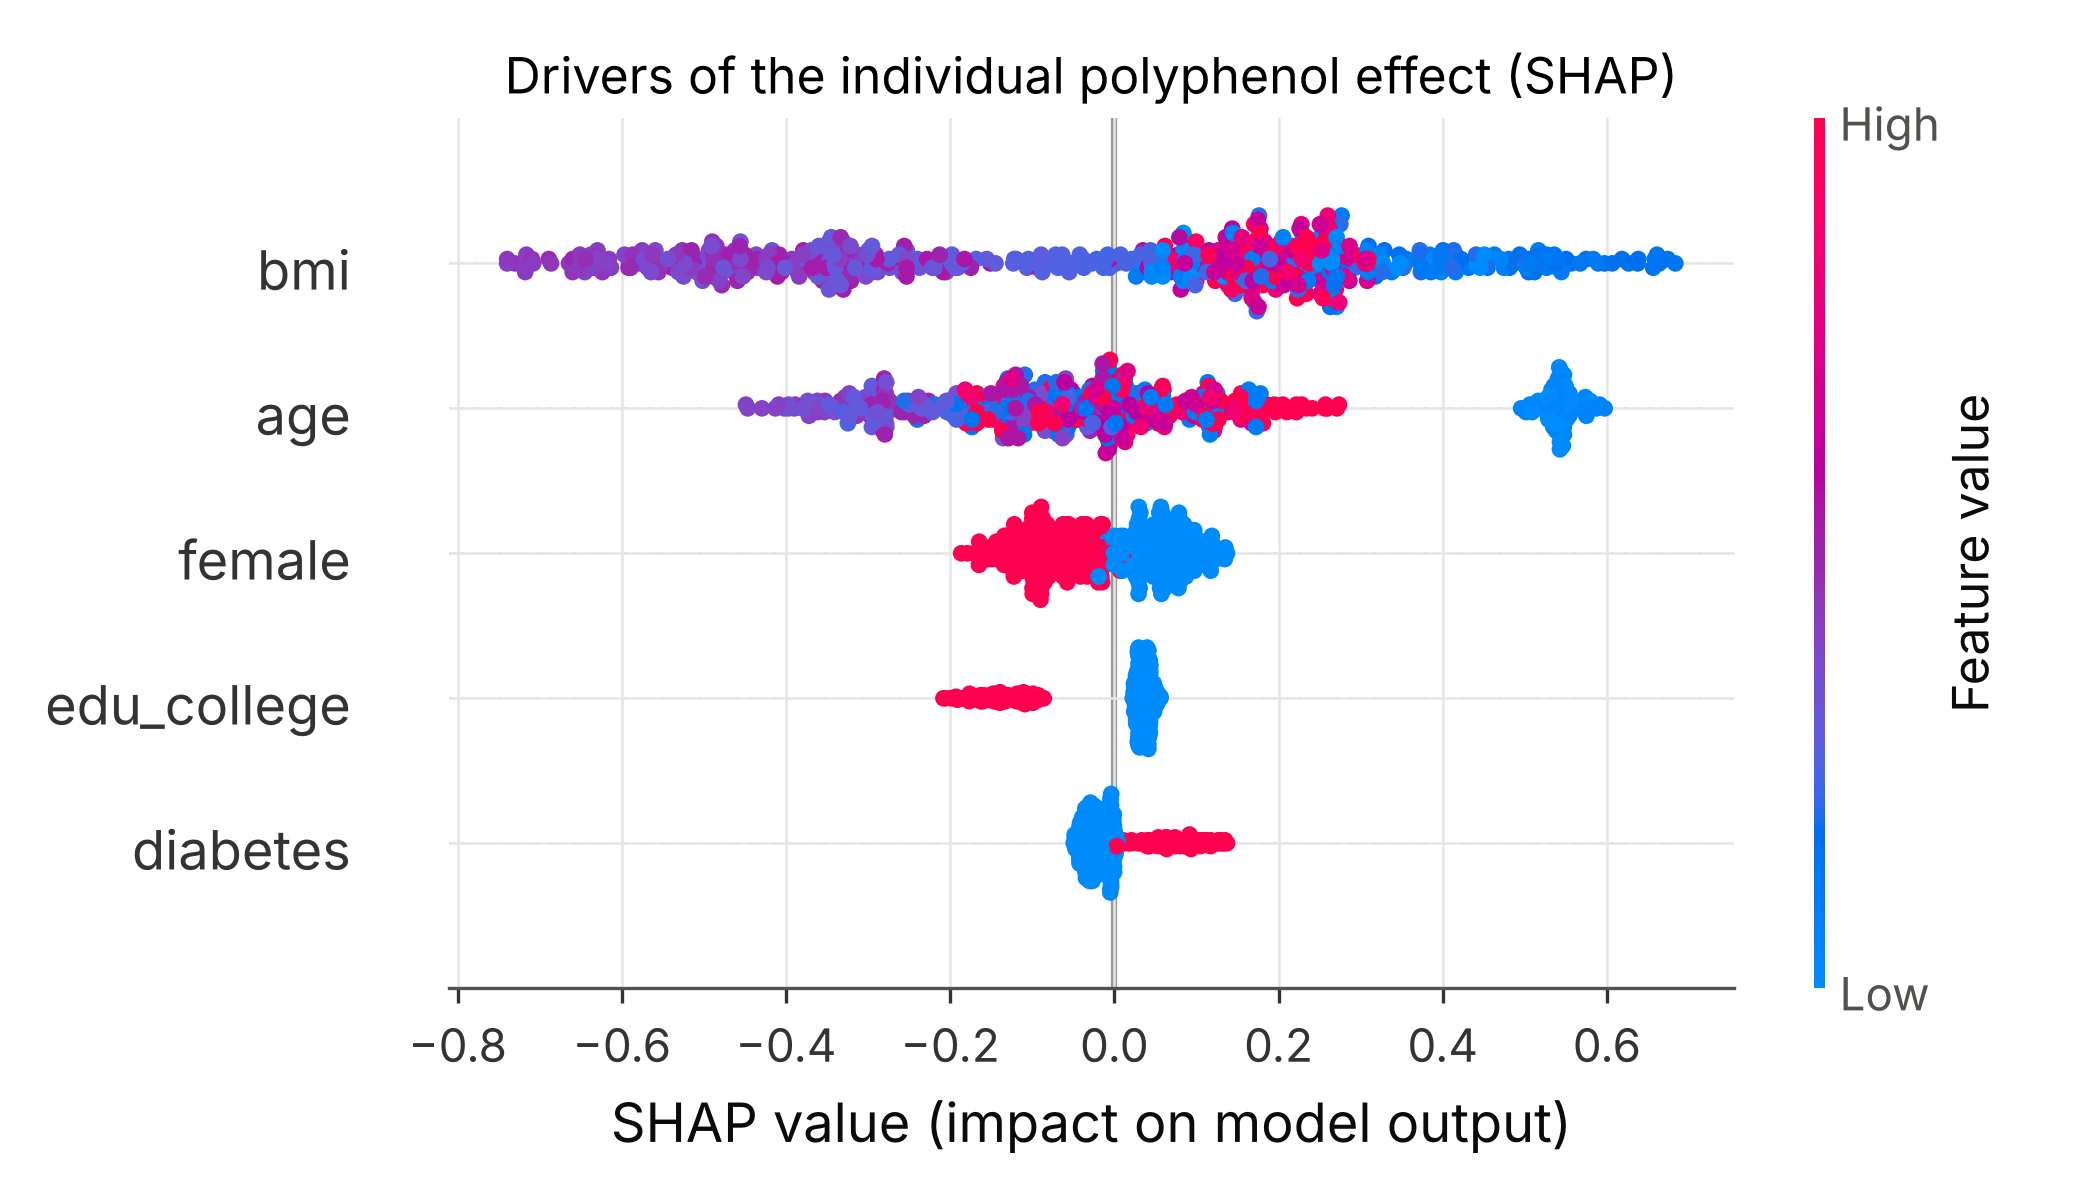 Drivers of the individual polyphenol effect (SHAP)
High
bmi
age
female
edu_college
diabetes
Feature value
Low
−0.8 −0.6 −0.4 −0.2 0.0 0.2 0.4 0.6
SHAP value (impact on model output)